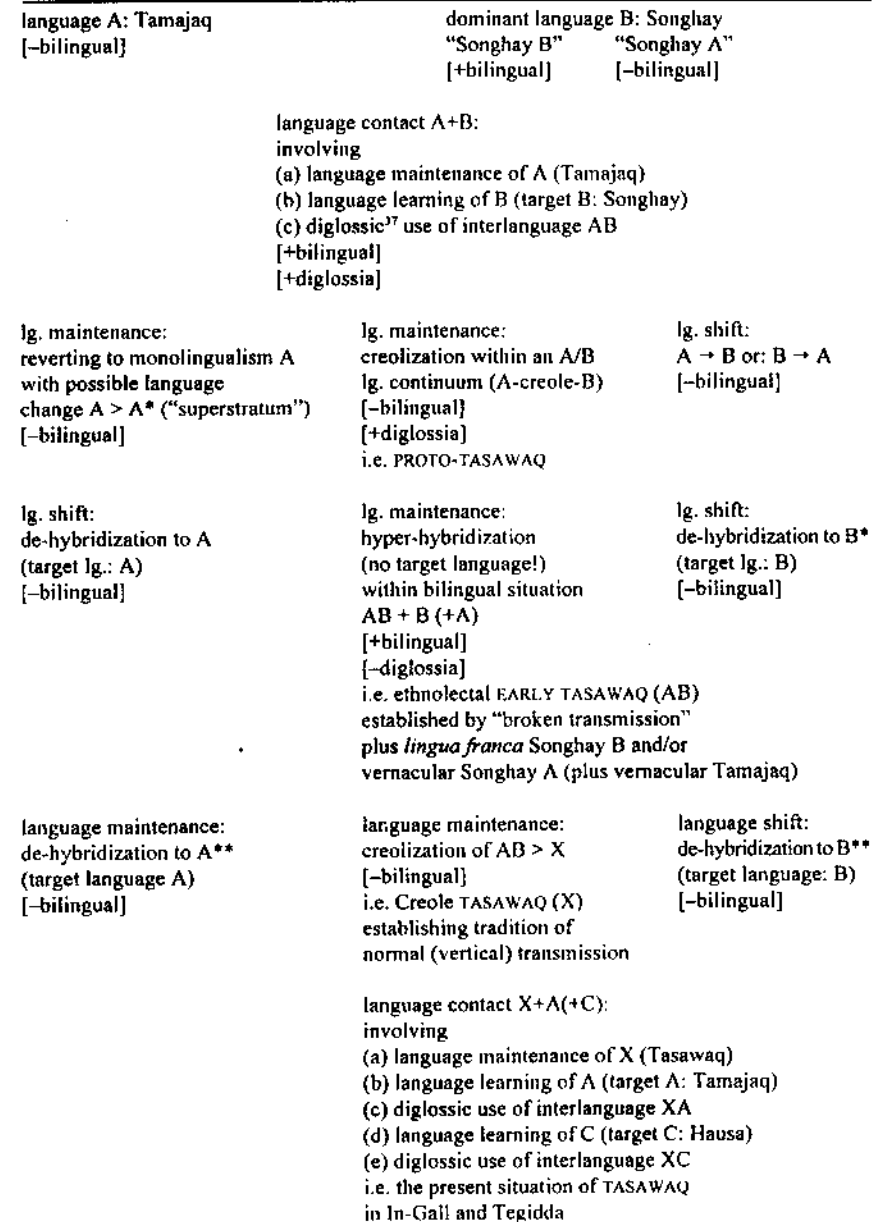 language A: Tamajaq
[–bilingual]
dominant language B: Songhay
“Songhay B” “Songhay A”
[+bilingual] [–bilingual]
language contact A+B:
involving
(a) language maintenance of A (Tamajaq)
(b) language learning of B (target B: Songhay)
(c) diglossic³⁷ use of interlanguage AB
[+bilingual]
[+diglossia]
lg. maintenance:
reverting to monolingualism A
with possible language
change A > A* (“superstratum”)
[–bilingual]
lg. maintenance:
creolization within an A/B
lg. continuum (A-creole-B)
[–bilingual]
[+diglossia]
i.e. PROTO-TASAWAQ
lg. shift:
A → B or: B → A
[–bilingual]
lg. shift:
de-hybridization to A
(target lg.: A)
[–bilingual]
lg. maintenance:
hyper-hybridization
(no target language!)
within bilingual situation
AB + B (+A)
[+bilingual]
[–diglossia]
i.e. ethnolectal EARLY TASAWAQ (AB)
established by “broken transmission”
plus lingua franca Songhay B and/or
vernacular Songhay A (plus vernacular Tamajaq)
lg. shift:
de-hybridization to B*
(target lg.: B)
[–bilingual]
language maintenance:
de-hybridization to A**
(target language A)
[–bilingual]
language maintenance:
creolization of AB > X
[–bilingual]
i.e. Creole TASAWAQ (X)
establishing tradition of
normal (vertical) transmission
language shift:
de-hybridization to B**
(target language: B)
[–bilingual]
language contact X+A(+C):
involving
(a) language maintenance of X (Tasawaq)
(b) language learning of A (target A: Tamajaq)
(c) diglossic use of interlanguage XA
(d) language learning of C (target C: Hausa)
(e) diglossic use of interlanguage XC
i.e. the present situation of TASAWAQ
in In-Gall and Tegidda